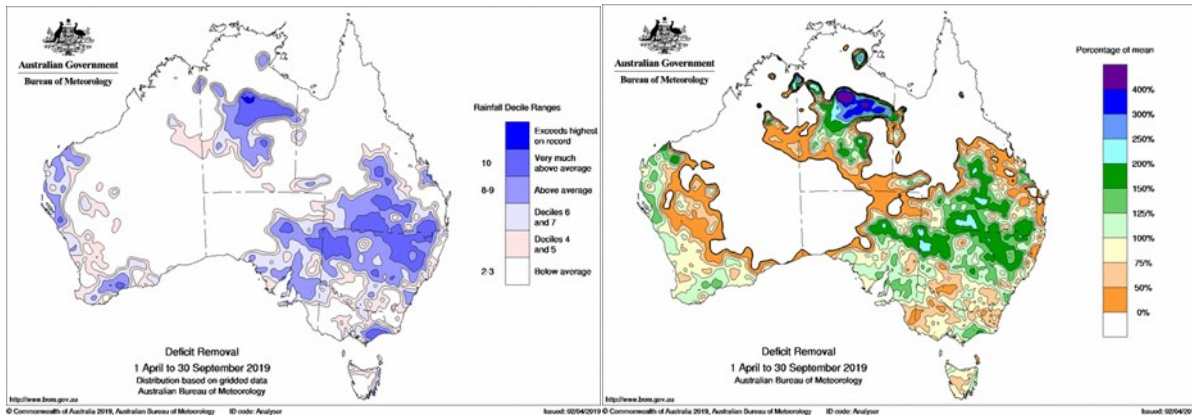 Australian Government
Bureau of Meteorology
Rainfall Decile Ranges
Exceeds highest
on record
10
Very much
above average
8-9
Above average
Deciles 6
and 7
Deciles 4
and 5
2-3
Below average
Deficit Removal
1 April to 30 September 2019
Distribution based on gridded data
Australian Bureau of Meteorology
http://www.bom.gov.au
© Commonwealth of Australia 2019, Australian Bureau of Meteorology
ID code: Analyser
Issued: 02/04/2019
Australian Government
Bureau of Meteorology
Percentage of mean
400%
300%
250%
200%
150%
125%
100%
75%
50%
0%
Deficit Removal
1 April to 30 September 2019
Australian Bureau of Meteorology
http://www.bom.gov.au
© Commonwealth of Australia 2019, Australian Bureau of Meteorology
ID code: Analyser
Issued: 02/04/20